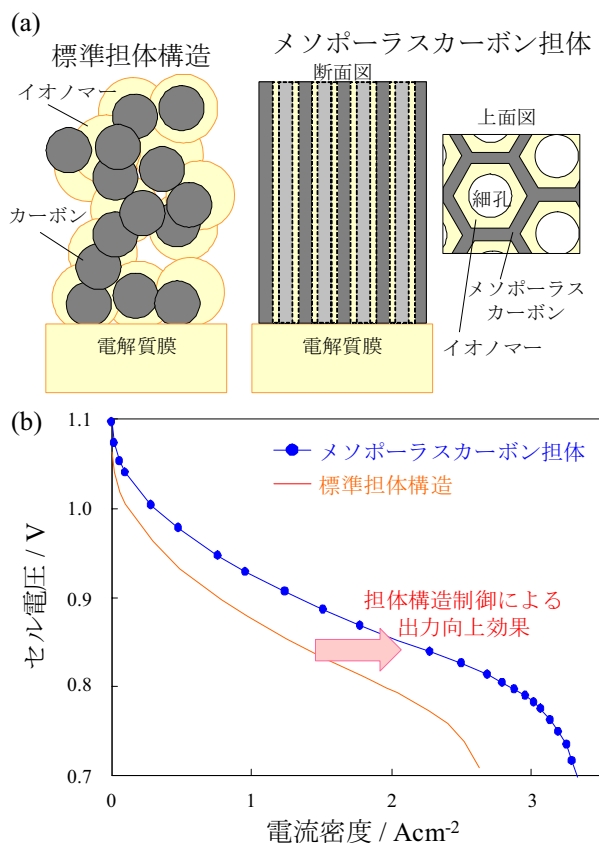 (a)
標準担体構造
イオノマー
カーボン
電解質膜
メソポーラスカーボン担体
断面図
電解質膜
上面図
細孔
メソポーラス
カーボン
イオノマー
(b)
メソポーラスカーボン担体
標準担体構造
担体構造制御による
出力向上効果
セル電圧 / V
1.1
1.0
0.9
0.8
0.7
0 1 2 3
電流密度 / Acm⁻²